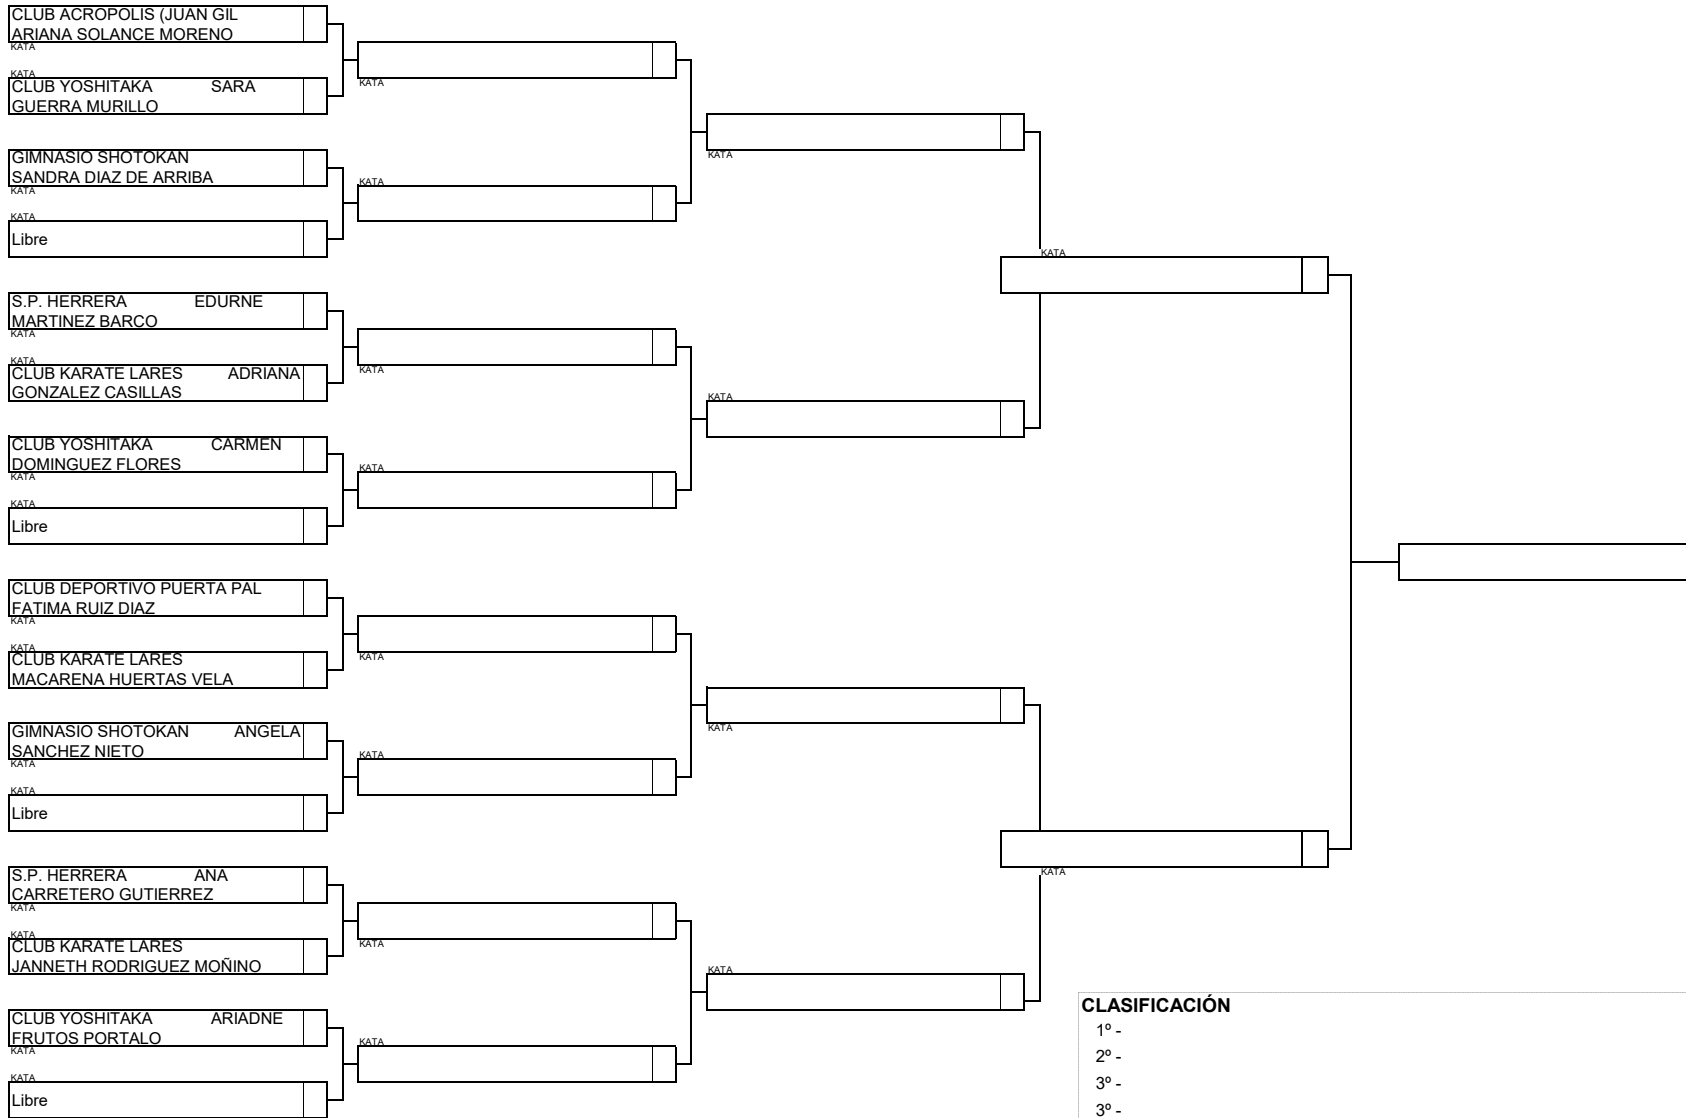 CLUB ACROPOLIS (JUAN GIL
ARIANA SOLANCE MORENO
KATA
KATA
CLUB YOSHITAKA SARA
GUERRA MURILLO
KATA
GIMNASIO SHOTOKAN
SANDRA DIAZ DE ARRIBA
KATA
KATA
KATA
KATA
Libre
KATA
S.P. HERRERA EDURNE
MARTINEZ BARCO
KATA
KATA
CLUB KARATE LARES ADRIANA
GONZALEZ CASILLAS
KATA
KATA
CLUB YOSHITAKA CARMEN
DOMINGUEZ FLORES
KATA
KATA
KATA
Libre
CLUB DEPORTIVO PUERTA PAL
FATIMA RUIZ DIAZ
KATA
KATA
CLUB KARATE LARES
MACARENA HUERTAS VELA
KATA
GIMNASIO SHOTOKAN ANGELA
SANCHEZ NIETO
KATA
KATA
KATA
KATA
Libre
S.P. HERRERA ANA
CARRETERO GUTIERREZ
KATA
KATA
KATA
CLUB KARATE LARES
JANNETH RODRIGUEZ MOÑINO
KATA
KATA
CLUB YOSHITAKA ARIADNE
FRUTOS PORTALO
KATA
KATA
KATA
Libre
CLASIFICACIÓN
1º -
2º -
3º -
3º -